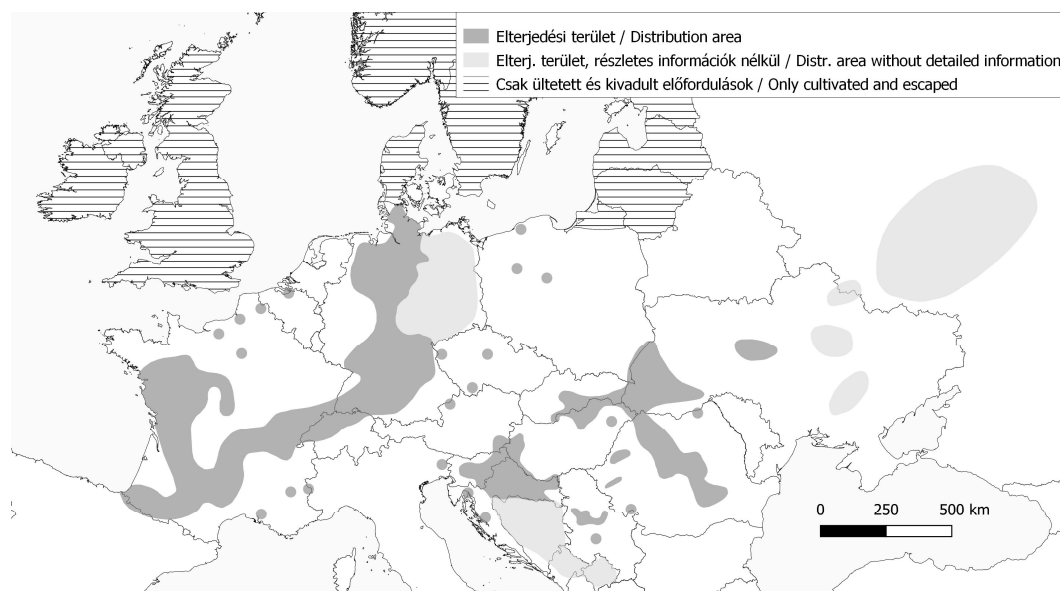 Elterjedési terület / Distribution area
Elterj. terület, részletes információk nélkül / Distr. area without detailed information
Csak ültetett és kivadult előfordulások / Only cultivated and escaped
0 250 500 km